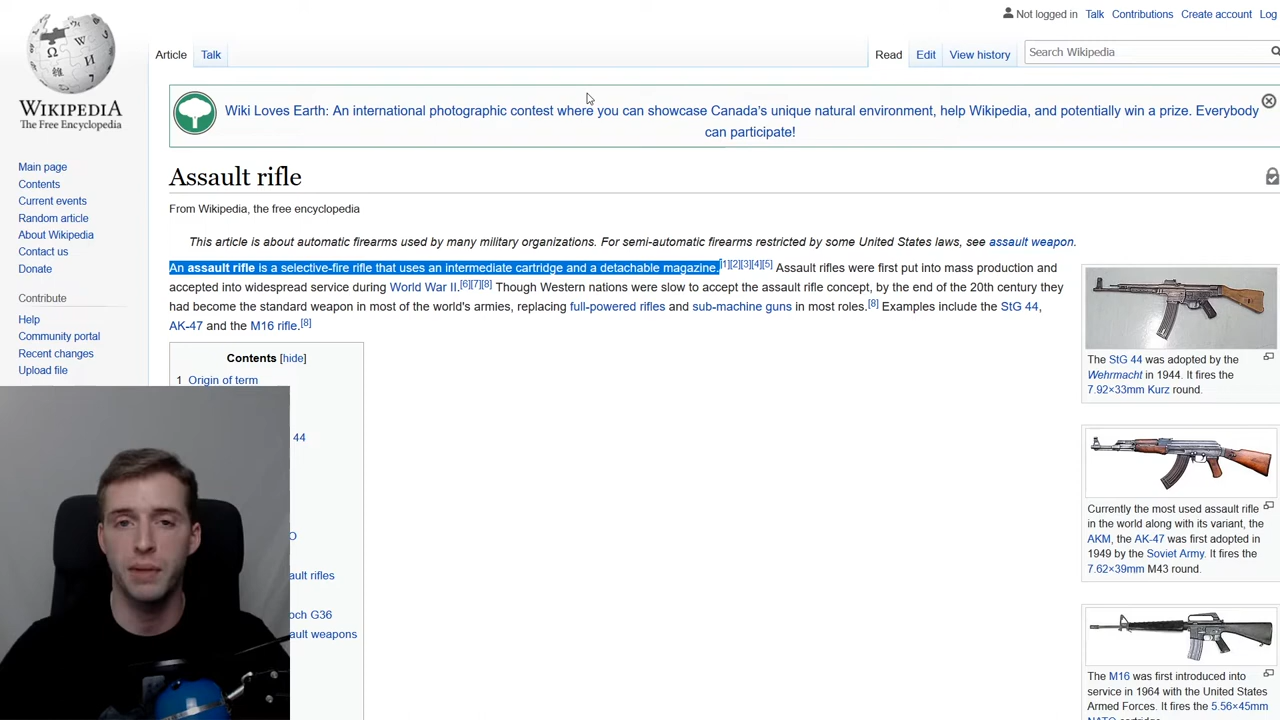 Not logged in Talk Contributions Create account Log
Article Talk Read Edit View history Search Wikipedia
WIKIPEDIA
The Free Encyclopedia
Wiki Loves Earth: An international photographic contest where you can showcase Canada's unique natural environment, help Wikipedia, and potentially win a prize. Everybody
can participate!
Main page
Contents
Current events
Random article
About Wikipedia
Contact us
Donate
Contribute
Help
Community portal
Recent changes
Upload file
Assault rifle
From Wikipedia, the free encyclopedia
This article is about automatic firearms used by many military organizations. For semi-automatic firearms restricted by some United States laws, see assault weapon.
An assault rifle is a selective-fire rifle that uses an intermediate cartridge and a detachable magazine.[1][2][3][4][5] Assault rifles were first put into mass production and
accepted into widespread service during World War II.[6][7][8] Though Western nations were slow to accept the assault rifle concept, by the end of the 20th century they
had become the standard weapon in most of the world's armies, replacing full-powered rifles and sub-machine guns in most roles.[8] Examples include the StG 44,
AK-47 and the M16 rifle.[8]
Contents [hide]
1 Origin of term
44
O
ault rifles
och G36
ault weapons
The StG 44 was adopted by the
Wehrmacht in 1944. It fires the
7.92×33mm Kurz round.
Currently the most used assault rifle
in the world along with its variant, the
AKM, the AK-47 was first adopted in
1949 by the Soviet Army. It fires the
7.62×39mm M43 round.
The M16 was first introduced into
service in 1964 with the United States
Armed Forces. It fires the 5.56×45mm
NATO cartridge.